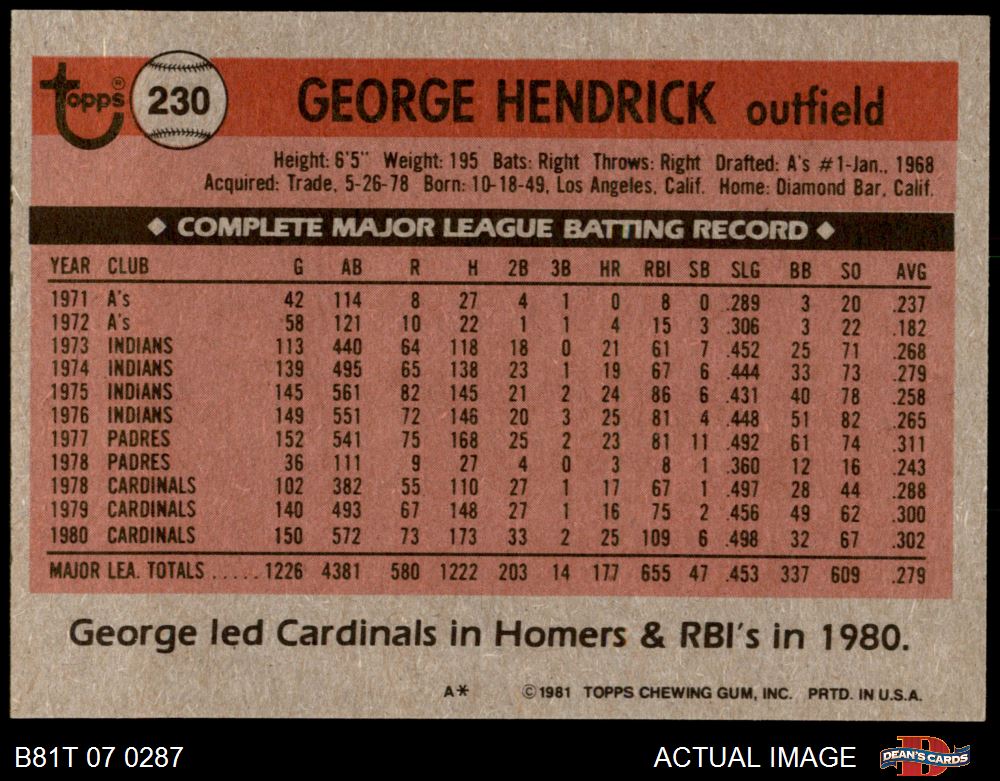 Topps® 230 GEORGE HENDRICK outfield
Height: 6'5" Weight: 195 Bats: Right Throws: Right Drafted: A's #1-Jan., 1968
Acquired: Trade, 5-26-78 Born: 10-18-49, Los Angeles, Calif. Home: Diamond Bar, Calif.
◆ COMPLETE MAJOR LEAGUE BATTING RECORD ◆
YEAR CLUB G AB R H 2B 3B HR RBI SB SLG BB SO AVG
1971 A's 42 114 8 27 4 1 0 8 0 .289 3 20 .237
1972 A's 58 121 10 22 1 1 4 15 3 .306 3 22 .182
1973 INDIANS 113 440 64 118 18 0 21 61 7 .452 25 71 .268
1974 INDIANS 139 495 65 138 23 1 19 67 6 .444 33 73 .279
1975 INDIANS 145 561 82 145 21 2 24 86 6 .431 40 78 .258
1976 INDIANS 149 551 72 146 20 3 25 81 4 .448 51 82 .265
1977 PADRES 152 541 75 168 25 2 23 81 11 .492 61 74 .311
1978 PADRES 36 111 9 27 4 0 3 8 1 .360 12 16 .243
1978 CARDINALS 102 382 55 110 27 1 17 67 1 .497 28 44 .288
1979 CARDINALS 140 493 67 148 27 1 16 75 2 .456 49 62 .300
1980 CARDINALS 150 572 73 173 33 2 25 109 6 .498 32 67 .302
MAJOR LEA. TOTALS ..... 1226 4381 580 1222 203 14 177 655 47 .453 337 609 .279
George led Cardinals in Homers & RBI's in 1980.
A* ©1981 TOPPS CHEWING GUM, INC. PRTD. IN U.S.A.
B81T 07 0287 ACTUAL IMAGE DEAN'S CARDS